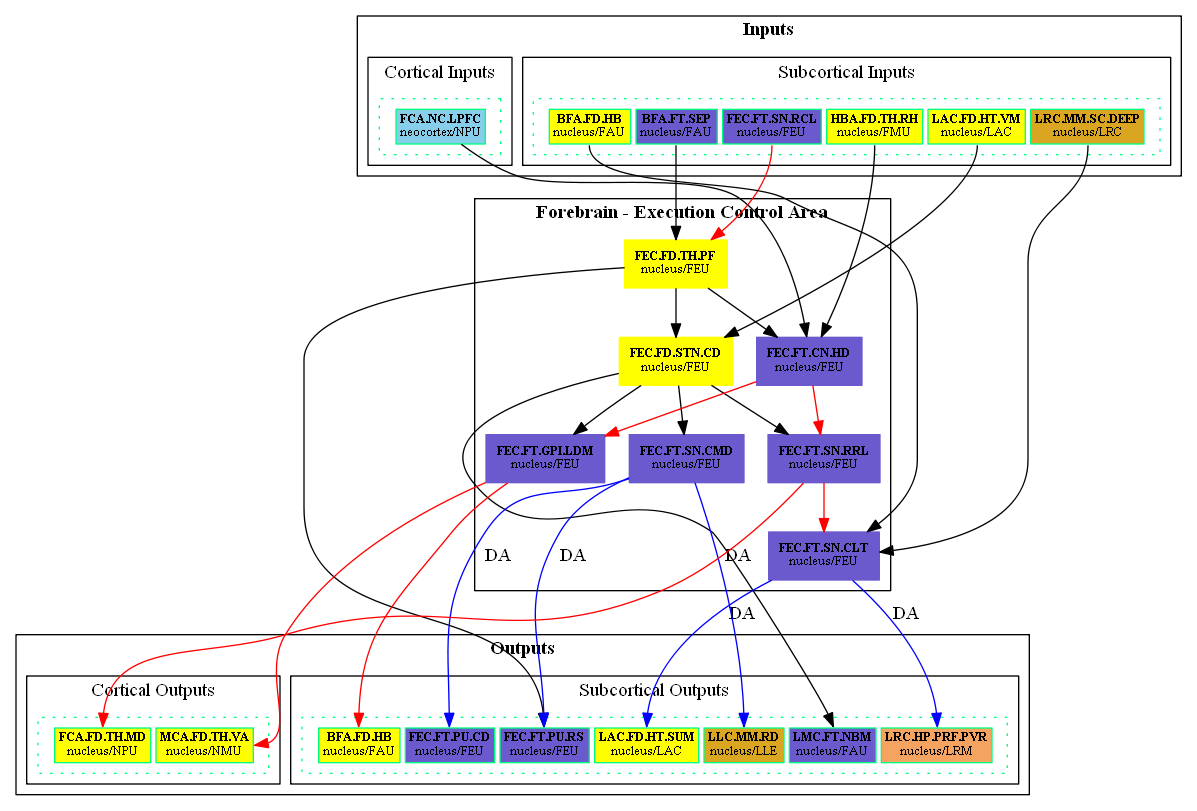 Inputs
Cortical Inputs
Subcortical Inputs
FCA.NC.LPFC
neocortex/NPU
BFA.FD.HB
nucleus/FAU
BFA.FT.SEP
nucleus/FAU
FEC.FT.SN.RCL
nucleus/FEU
HBA.FD.TH.RH
nucleus/FMU
LAC.FD.HT.VM
nucleus/LAC
LRC.MM.SC.DEEP
nucleus/LRC
Forebrain - Execution Control Area
FEC.FD.TH.PF
nucleus/FEU
FEC.FD.STN.CD
nucleus/FEU
FEC.FT.CN.HD
nucleus/FEU
FEC.FT.GPI.LDM
nucleus/FEU
FEC.FT.SN.CMD
nucleus/FEU
FEC.FT.SN.RRL
nucleus/FEU
FEC.FT.SN.CLT
nucleus/FEU
DA
DA
DA
DA
DA
Outputs
Cortical Outputs
Subcortical Outputs
FCA.FD.TH.MD
nucleus/NPU
MCA.FD.TH.VA
nucleus/NMU
BFA.FD.HB
nucleus/FAU
FEC.FT.PU.CD
nucleus/FEU
FEC.FT.PU.RS
nucleus/FEU
LAC.FD.HT.SUM
nucleus/LAC
LLC.MM.RD
nucleus/LLE
LMC.FT.NBM
nucleus/FAU
LRC.HP.PRF.PVR
nucleus/LRM